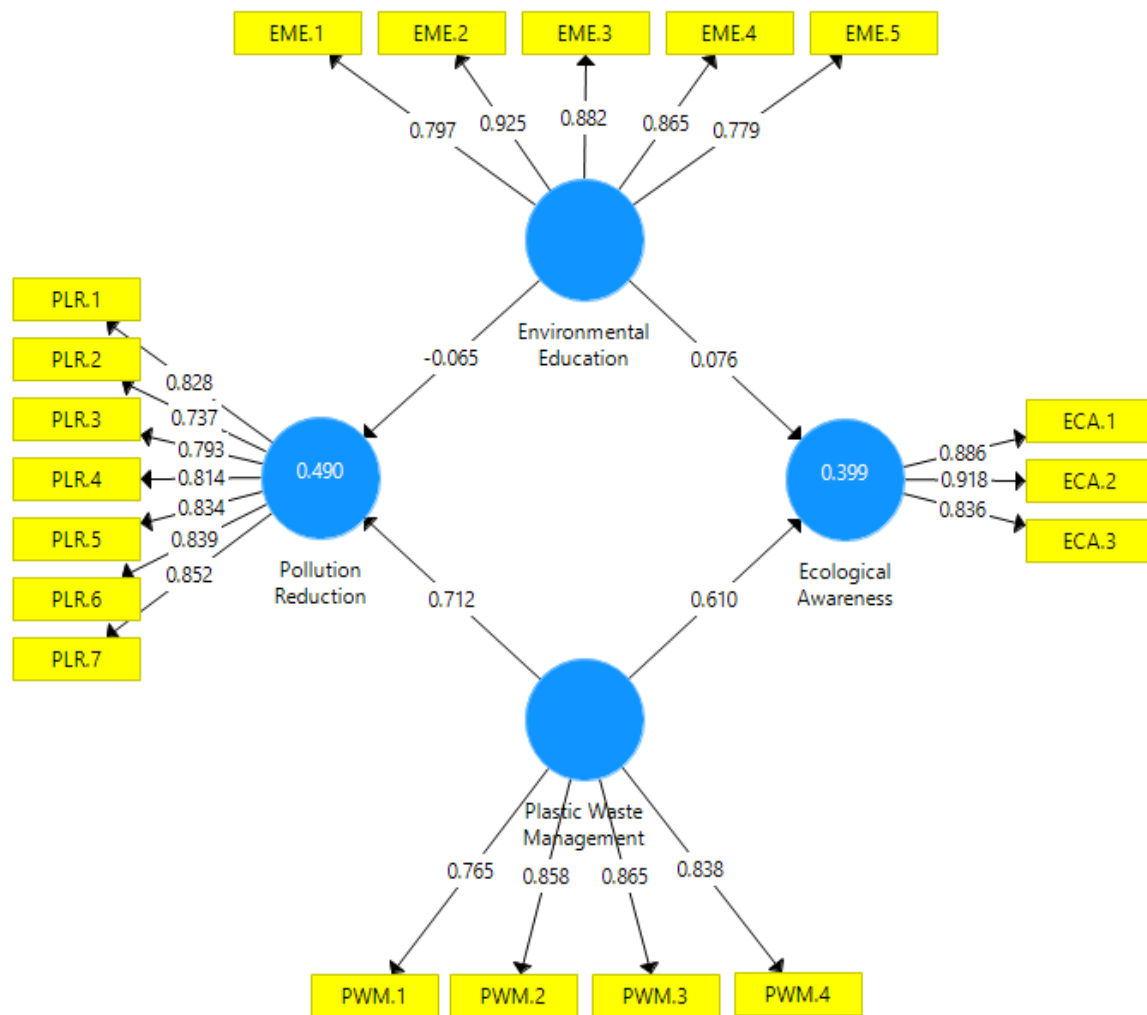 EME.1
EME.2
EME.3
EME.4
EME.5
0.797
0.925
0.882
0.865
0.779
Environmental
Education
-0.065
0.076
PLR.1
PLR.2
PLR.3
PLR.4
PLR.5
PLR.6
PLR.7
0.828
0.737
0.793
0.814
0.834
0.839
0.852
0.490
Pollution
Reduction
0.399
Ecological
Awareness
0.886
0.918
0.836
ECA.1
ECA.2
ECA.3
0.712
0.610
Plastic Waste
Management
0.765
0.858
0.865
0.838
PWM.1
PWM.2
PWM.3
PWM.4